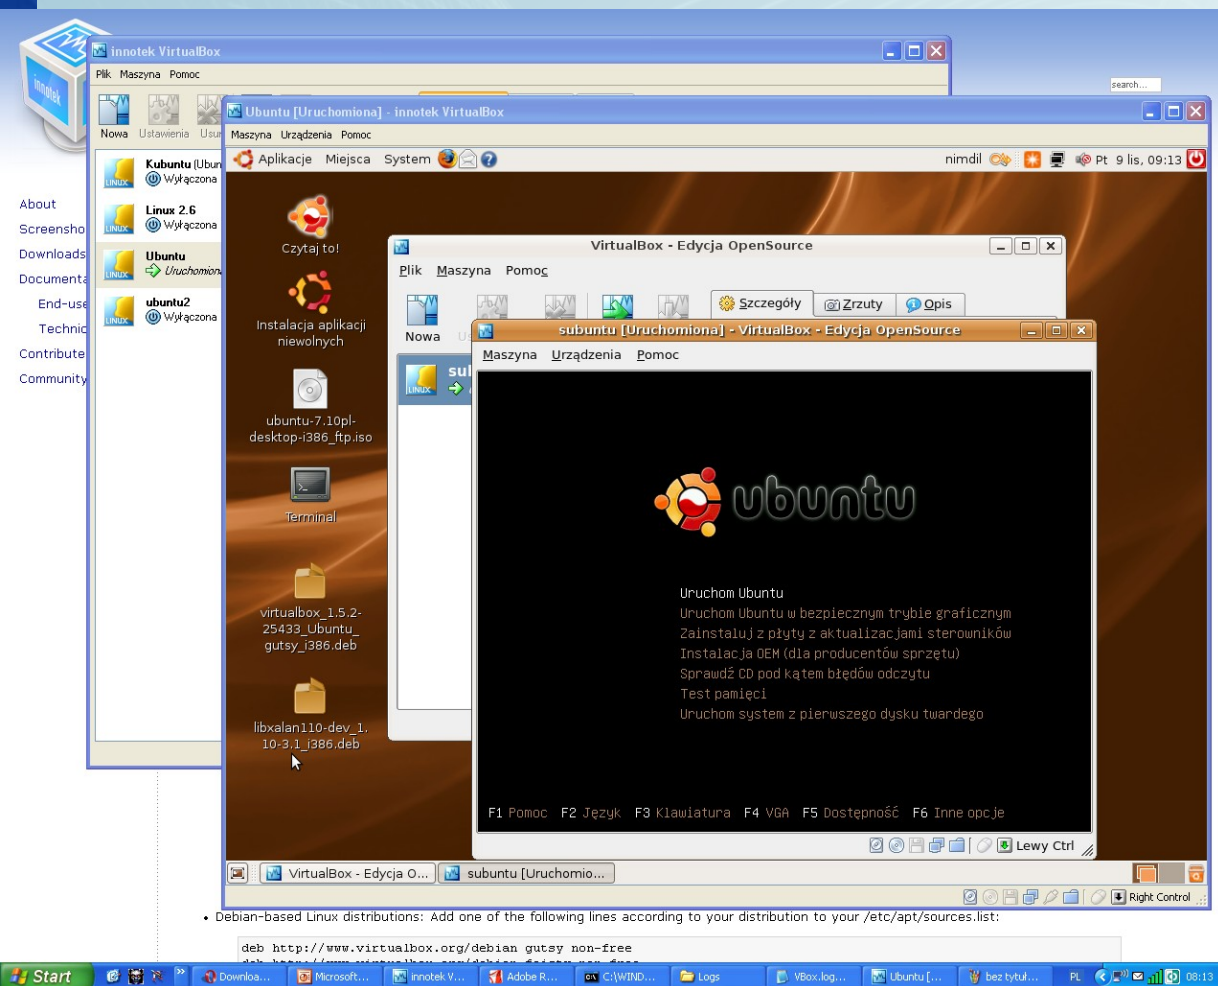 innotek
innotek VirtualBox
Plik Maszyna Pomoc
search...
Nowa Ustawienia
About
Downloads
Kubuntu
Wyłączona
Linux 2.6
Wyłączona
Ubuntu
ubuntu2
Wyłączona
Ubuntu [Uruchomiona] - innotek VirtualBox
Maszyna Urządzenia Pomoc
Aplikacje Miejsca System
nimdil Pt 9 lis, 09:13
Czytaj to!
Instalacja aplikacji
niewolnych
ubuntu-7.10pl-
desktop-i386_ftp.iso
Terminal
virtualbox_1.5.2-
25433_Ubuntu_
gutsy_i386.deb
libxalan110-dev_1.
10-3.1_i386.deb
VirtualBox - Edycja OpenSource
Plik Maszyna Pomoc
Nowa
Szczegóły Zrzuty Opis
subuntu [Uruchomiona] - VirtualBox - Edycja OpenSource
Maszyna Urządzenia Pomoc
ubuntu
Uruchom Ubuntu
Uruchom Ubuntu w bezpiecznym trybie graficznym
Zainstaluj z płyty z aktualizacjami sterowników
Instalacja OEM (dla producentów sprzętu)
Sprawdź CD pod kątem błędów odczytu
Test pamięci
Uruchom system z pierwszego dysku twardego
F1 Pomoc F2 Język F3 Klawiatura F4 VGA F5 Dostępność F6 Inne opcje
Lewy Ctrl
VirtualBox - Edycja O...
subuntu [Uruchomio...
Right Control
• Debian-based Linux distributions: Add one of the following lines according to your distribution to your /etc/apt/sources.list:
deb http://www.virtualbox.org/debian gutsy non-free
Start Downloa... Microsoft... innotek V... Adobe R... C:\WIND... Logs VBox.log... Ubuntu [... bez tytuł... PL 08:13